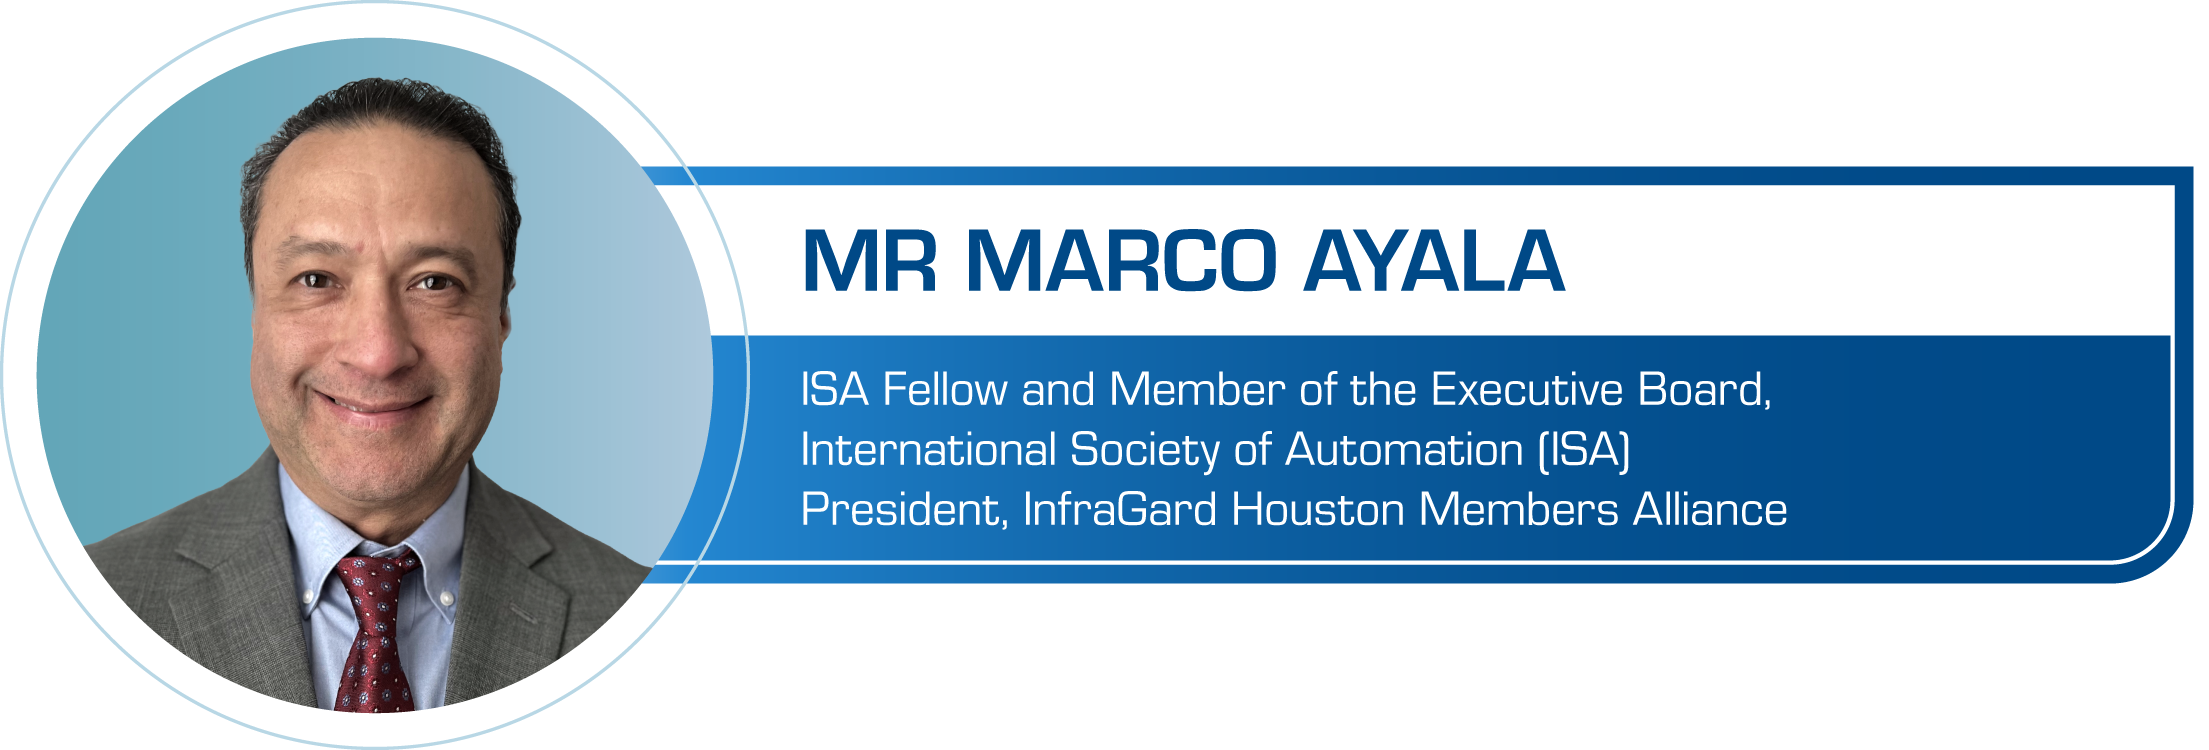 MR MARCO AYALA
ISA Fellow and Member of the Executive Board,
International Society of Automation (ISA)
President, InfraGard Houston Members Alliance